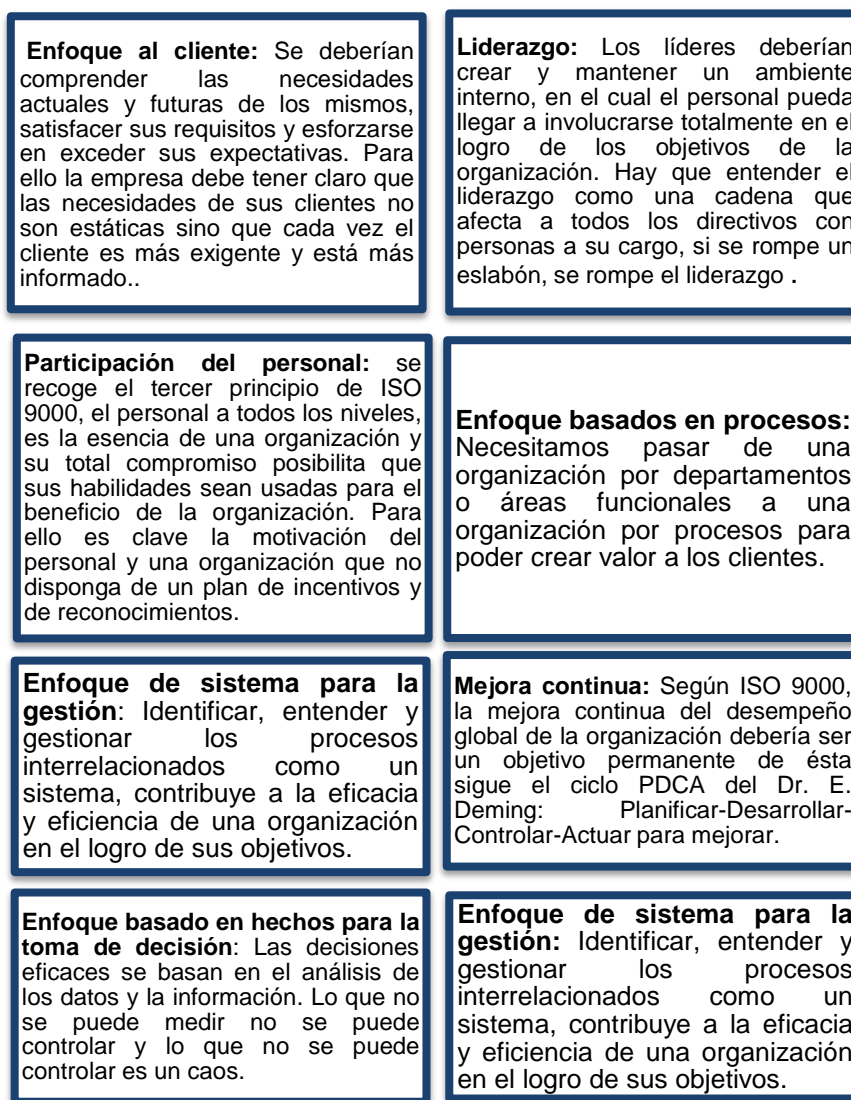 Enfoque al cliente: Se deberían
comprender las necesidades
actuales y futuras de los mismos,
satisfacer sus requisitos y esforzarse
en exceder sus expectativas. Para
ello la empresa debe tener claro que
las necesidades de sus clientes no
son estáticas sino que cada vez el
cliente es más exigente y está más
informado..
Liderazgo: Los líderes deberían
crear y mantener un ambiente
interno, en el cual el personal pueda
llegar a involucrarse totalmente en el
logro de los objetivos de la
organización. Hay que entender el
liderazgo como una cadena que
afecta a todos los directivos con
personas a su cargo, si se rompe un
eslabón, se rompe el liderazgo .
Participación del personal: se
recoge el tercer principio de ISO
9000, el personal a todos los niveles,
es la esencia de una organización y
su total compromiso posibilita que
sus habilidades sean usadas para el
beneficio de la organización. Para
ello es clave la motivación del
personal y una organización que no
disponga de un plan de incentivos y
de reconocimientos.
Enfoque basados en procesos:
Necesitamos pasar de una
organización por departamentos
o áreas funcionales a una
organización por procesos para
poder crear valor a los clientes.
Enfoque de sistema para la
gestión: Identificar, entender y
gestionar los procesos
interrelacionados como un
sistema, contribuye a la eficacia
y eficiencia de una organización
en el logro de sus objetivos.
Mejora continua: Según ISO 9000,
la mejora continua del desempeño
global de la organización debería ser
un objetivo permanente de ésta
sigue el ciclo PDCA del Dr. E.
Deming: Planificar-Desarrollar-
Controlar-Actuar para mejorar.
Enfoque basado en hechos para la
toma de decisión: Las decisiones
eficaces se basan en el análisis de
los datos y la información. Lo que no
se puede medir no se puede
controlar y lo que no se puede
controlar es un caos.
Enfoque de sistema para la
gestión: Identificar, entender y
gestionar los procesos
interrelacionados como un
sistema, contribuye a la eficacia
y eficiencia de una organización
en el logro de sus objetivos.